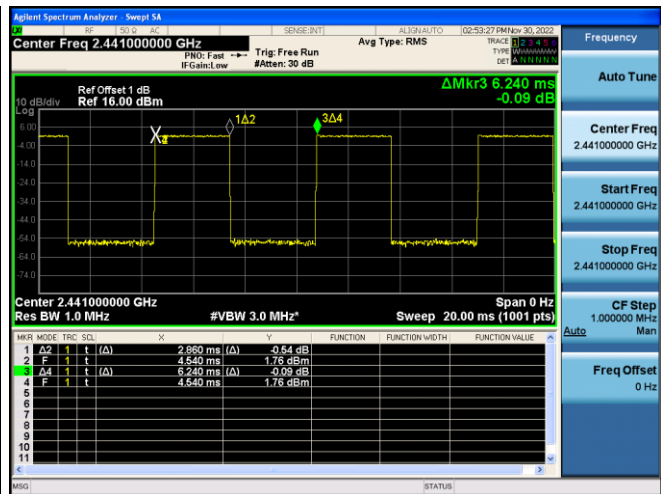 Agilent Spectrum Analyzer - Swept SA
RF 50 Ω AC SENSE:INT ALIGN AUTO 02:53:27 PM Nov 30, 2022
Center Freq 2.441000000 GHz
PNO: Fast
IFGain:Low
Trig: Free Run
#Atten: 30 dB
Avg Type: RMS
TRACE 1 2 3 4 5 6
TYPE
DET A N N N N N
Frequency
Ref Offset 1 dB
10 dB/div Ref 16.00 dBm
Log
ΔMkr3 6.240 ms
-0.09 dB
6.00
-4.00
-14.0
-24.0
-34.0
-44.0
-54.0
-64.0
-74.0
1Δ2
3Δ4
Center 2.441000000 GHz Span 0 Hz
Res BW 1.0 MHz #VBW 3.0 MHz* Sweep 20.00 ms (1001 pts)
MKR MODE TRC SCL X Y FUNCTION FUNCTION WIDTH FUNCTION VALUE
1 Δ2 1 t (Δ) 2.860 ms (Δ) -0.54 dB
2 F 1 t 4.540 ms 1.76 dBm
3 Δ4 1 t (Δ) 6.240 ms (Δ) -0.09 dB
4 F 1 t 4.540 ms 1.76 dBm
5
6
7
8
9
10
11
MSG STATUS
Auto Tune
Center Freq
2.441000000 GHz
Start Freq
2.441000000 GHz
Stop Freq
2.441000000 GHz
CF Step
1.000000 MHz
Auto Man
Freq Offset
0 Hz